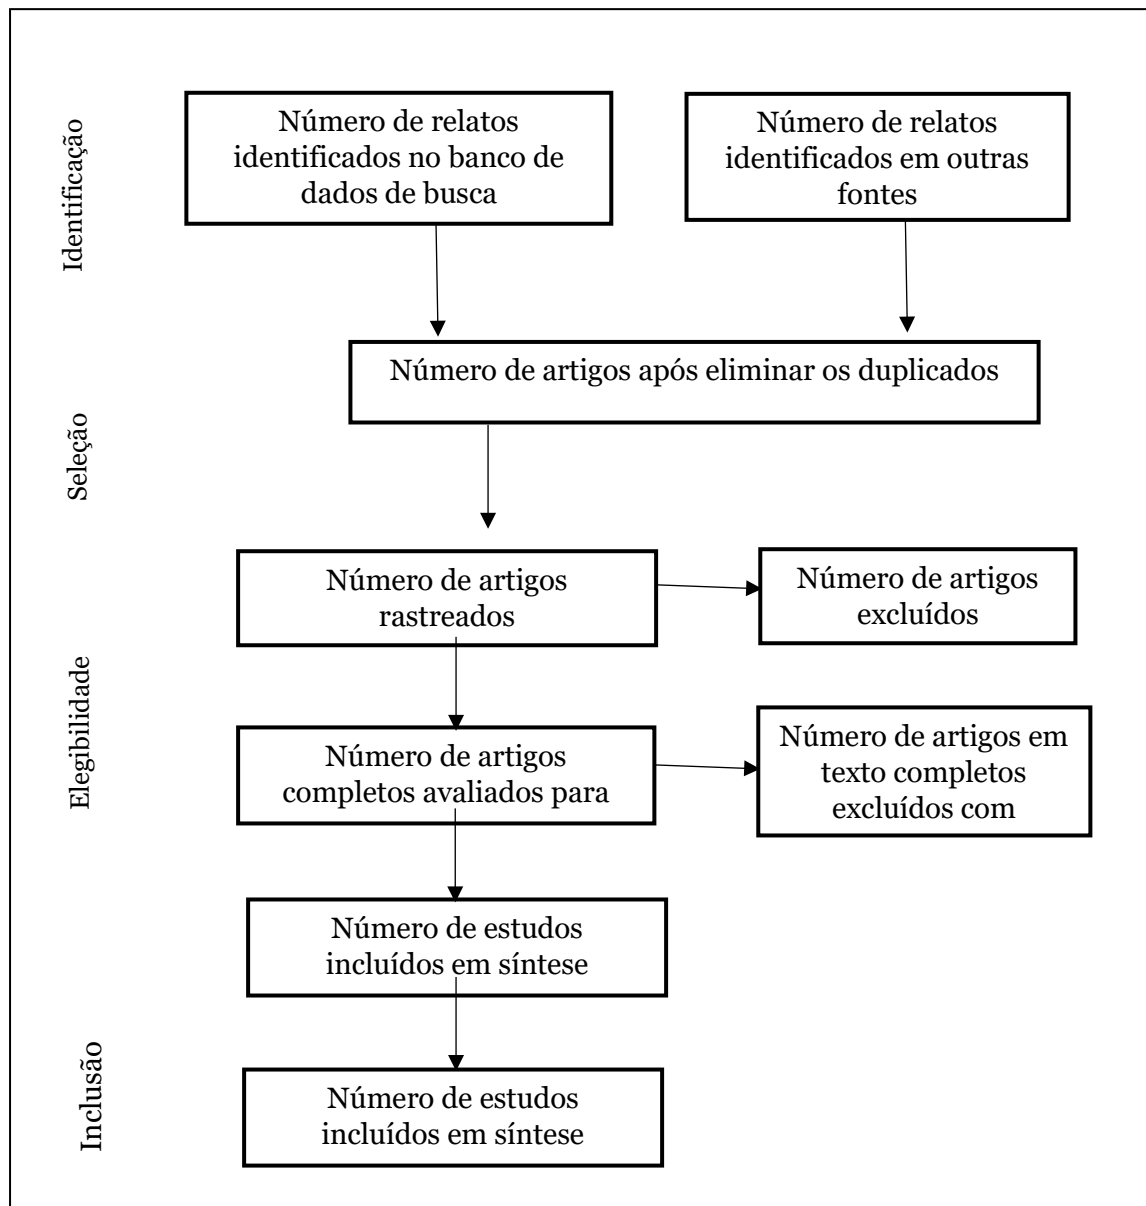 Identificação
Número de relatos
identificados no banco de
dados de busca
Número de relatos
identificados em outras
fontes
Número de artigos após eliminar os duplicados
Seleção
Número de artigos
rastreados
Número de artigos
excluídos
Elegibilidade
Número de artigos
completos avaliados para
Número de artigos em
texto completos
excluídos com
Número de estudos
incluídos em síntese
Inclusão
Número de estudos
incluídos em síntese